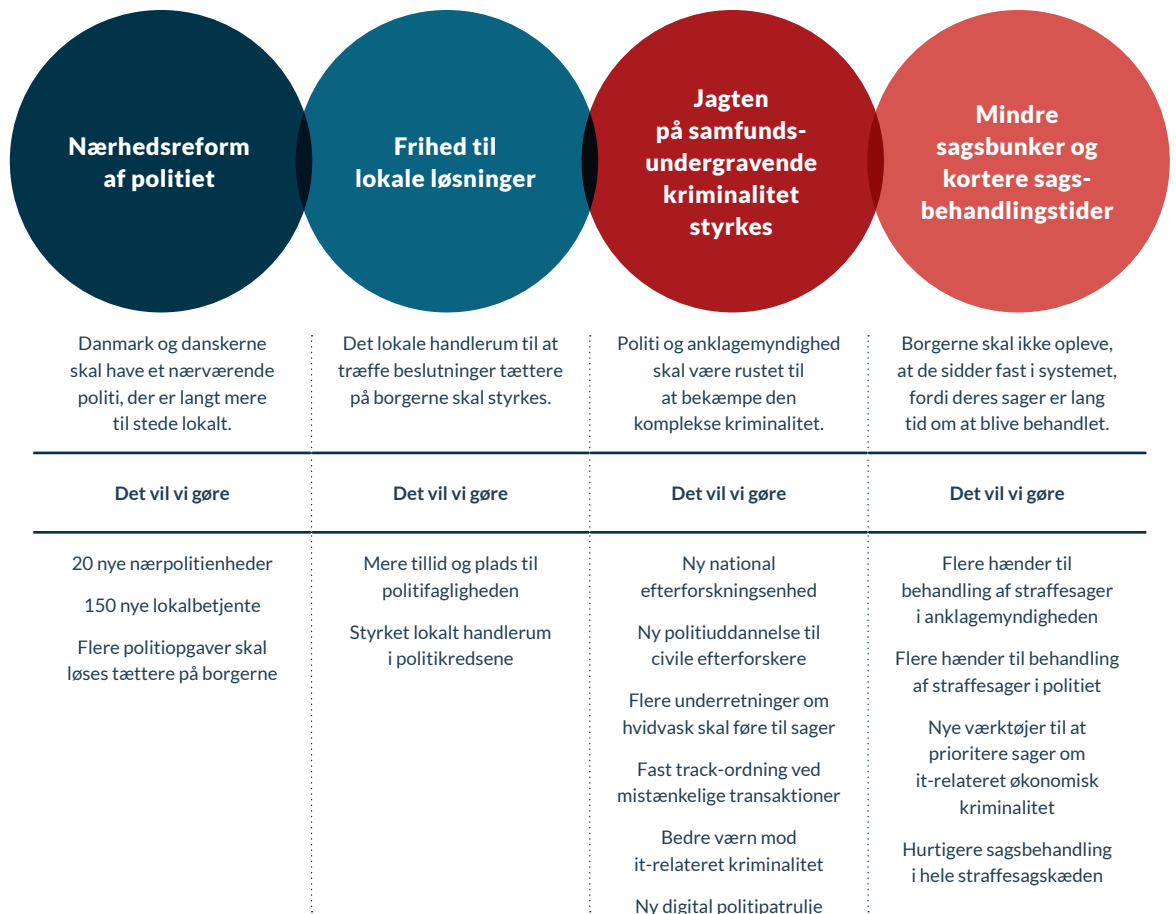 Nærhedsreform
af politiet
Frihed til
lokale løsninger
Jagten
på samfunds-
undergravende
kriminalitet
styrkes
Mindre
sagsbunker og
kortere sags-
behandlingstider
Danmark og danskerne
skal have et nærværende
politi, der er langt mere
til stede lokalt.
Det lokale handlerum til at
træffe beslutninger tættere
på borgerne skal styrkes.
Politi og anklagemyndighed
skal være rustet til
at bekæmpe den
komplekse kriminalitet.
Borgerne skal ikke opleve,
at de sidder fast i systemet,
fordi deres sager er lang
tid om at blive behandlet.
Det vil vi gøre
Det vil vi gøre
Det vil vi gøre
Det vil vi gøre
20 nye nærpolitienheder
150 nye lokalbetjente
Flere politiopgaver skal
løses tættere på borgerne
Mere tillid og plads til
politifagligheden
Styrket lokalt handlerum
i politikredsene
Ny national
efterforskningsenhed
Ny politiuddannelse til
civile efterforskere
Flere underretninger om
hvidvask skal føre til sager
Fast track-ordning ved
mistænkelige transaktioner
Bedre værn mod
it-relateret kriminalitet
Ny digital politipatrulje
Flere hænder til
behandling af straffesager
i anklagemyndigheden
Flere hænder til behandling
af straffesager i politiet
Nye værktøjer til at
prioritere sager om
it-relateret økonomisk
kriminalitet
Hurtigere sagsbehandling
i hele straffesagskæden